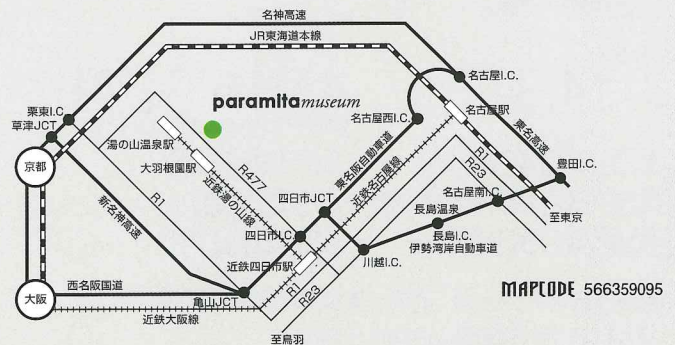 名神高速
JR東海道本線
名古屋I.C.
栗東I.C
草津JCT
paramitamuseum
名古屋駅
湯の山温泉駅
名古屋西I.C.
東名高速
大羽根園駅
東名阪自動車道
京都
R477
近鉄湯の山線
近鉄名古屋線
R1
R23
豊田I.C.
R1
新名神高速
四日市JCT
名古屋南I.C.
四日市I.C.
長島温泉
至東京
長島I.C.
伊勢湾岸自動車道
川越I.C.
近鉄四日市駅
大阪
西名阪国道
亀山JCT
R1
R23
MAPCODE 566359095
近鉄大阪線
至鳥羽